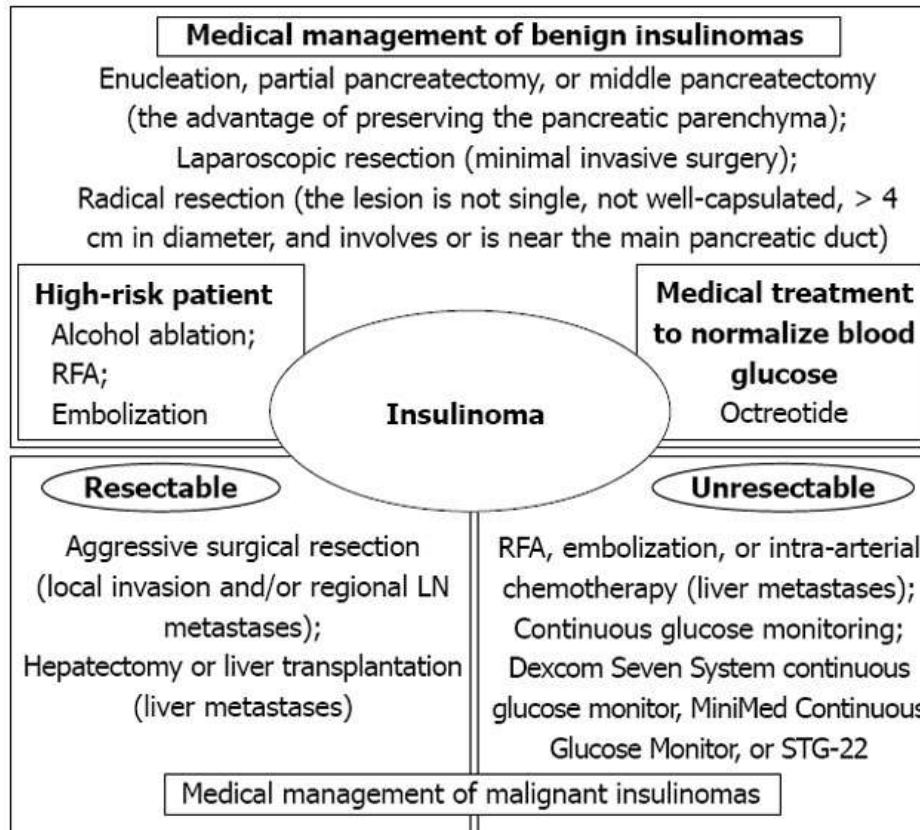 Medical management of benign insulinomas
Enucleation, partial pancreatectomy, or middle pancreatectomy
(the advantage of preserving the pancreatic parenchyma);
Laparoscopic resection (minimal invasive surgery);
Radical resection (the lesion is not single, not well-capsulated, > 4
cm in diameter, and involves or is near the main pancreatic duct)
High-risk patient
Alcohol ablation;
RFA;
Embolization
Medical treatment
to normalize blood
glucose
Octreotide
Insulinoma
Resectable
Aggressive surgical resection
(local invasion and/or regional LN
metastases);
Hepatectomy or liver transplantation
(liver metastases)
Unresectable
RFA, embolization, or intra-arterial
chemotherapy (liver metastases);
Continuous glucose monitoring;
Dexcom Seven System continuous
glucose monitor, MiniMed Continuous
Glucose Monitor, or STG-22
Medical management of malignant insulinomas